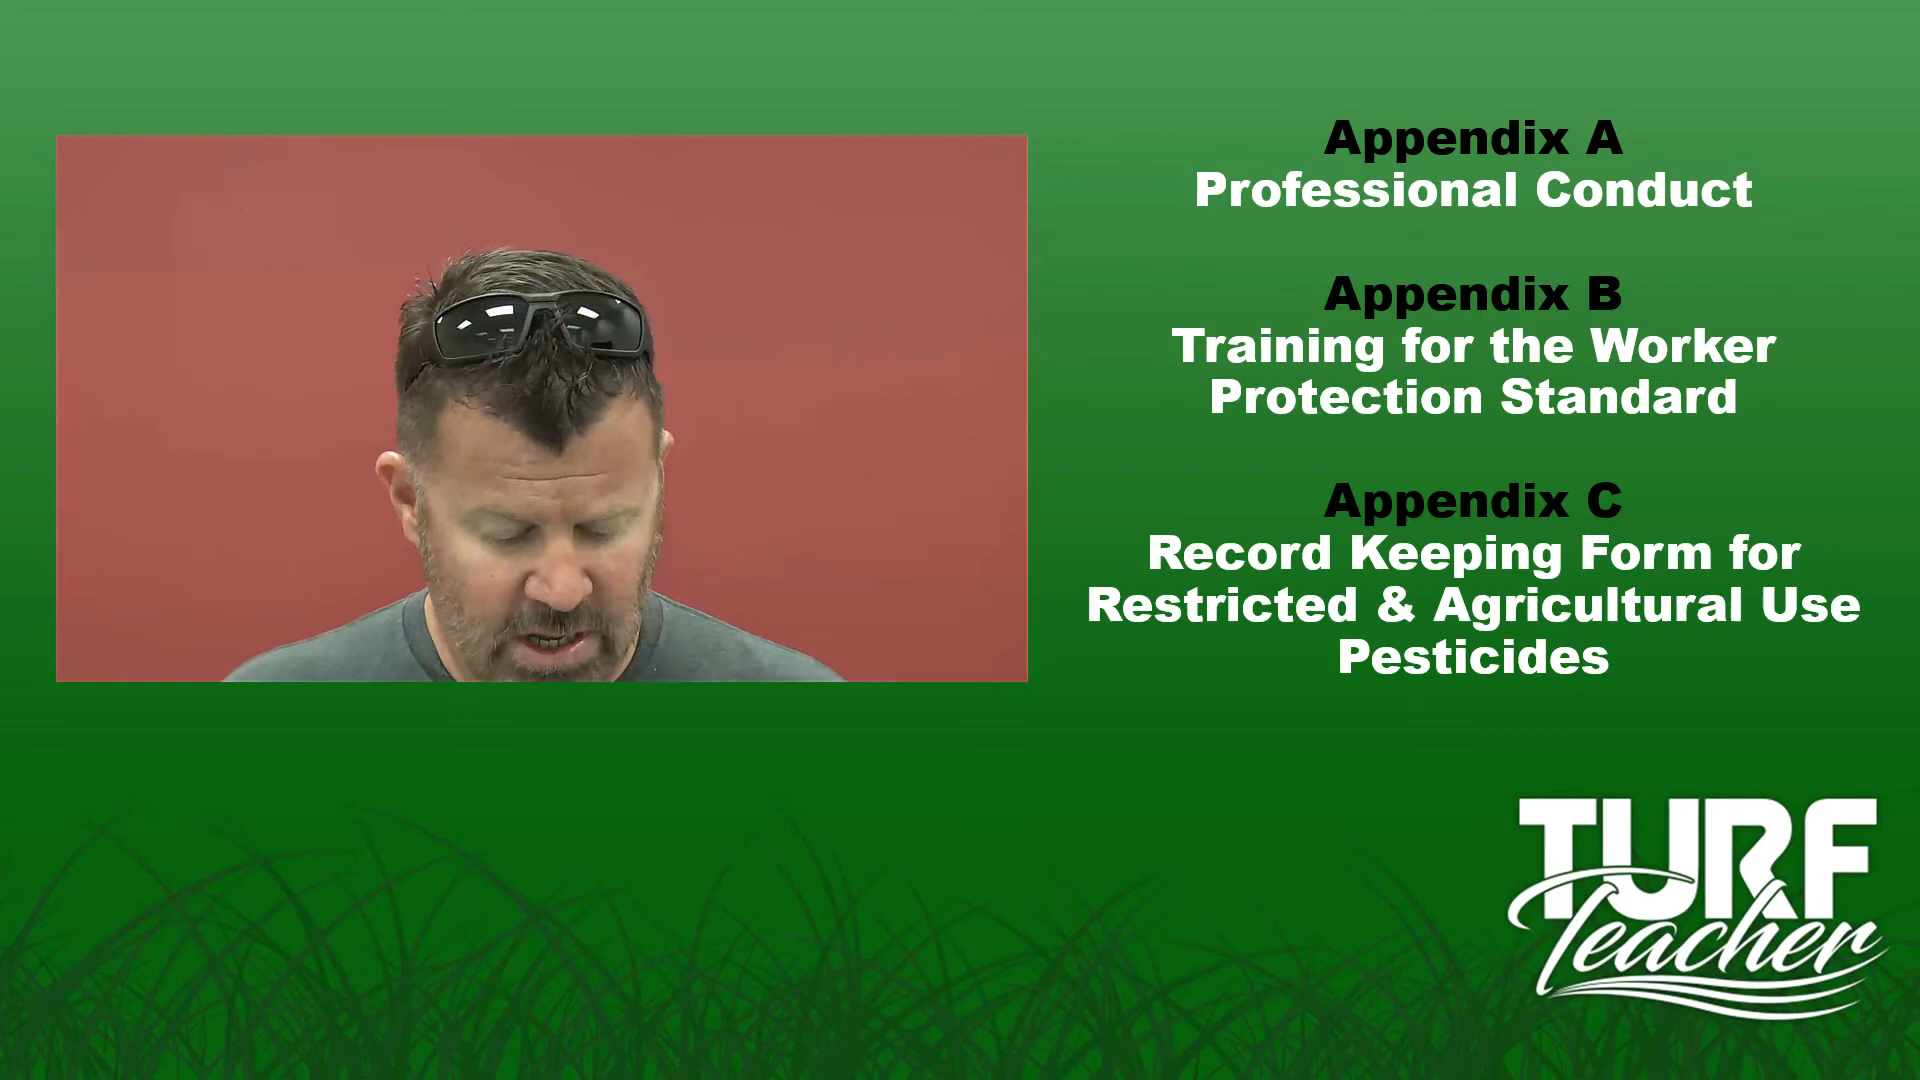 Appendix A
Professional Conduct
Appendix B
Training for the Worker
Protection Standard
Appendix C
Record Keeping Form for
Restricted & Agricultural Use
Pesticides
TURF
Teacher